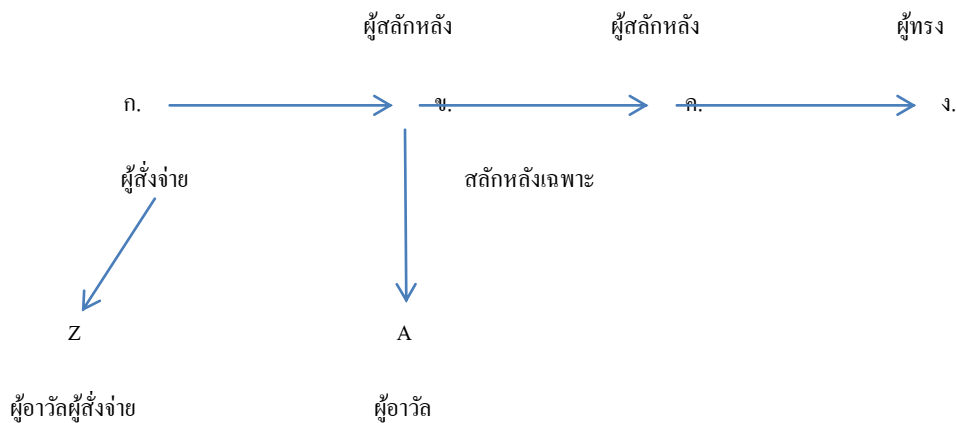 ผู้สลักหลัง ผู้สลักหลัง ผู้ทรง
ก. ข. ค. ง.
ผู้สั่งจ่าย สลักหลังเฉพาะ
Z A
ผู้อาวัลผู้สั่งจ่าย ผู้อาวัล